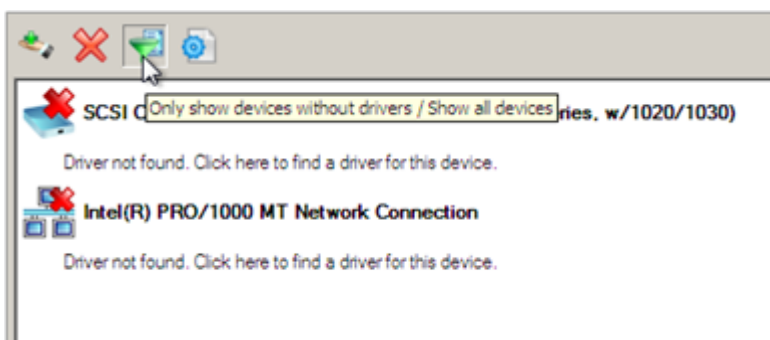 SCSI C
Only show devices without drivers / Show all devices
ries, w/1020/1030)
Driver not found. Click here to find a driver for this device.
Intel(R) PRO/1000 MT Network Connection
Driver not found. Click here to find a driver for this device.